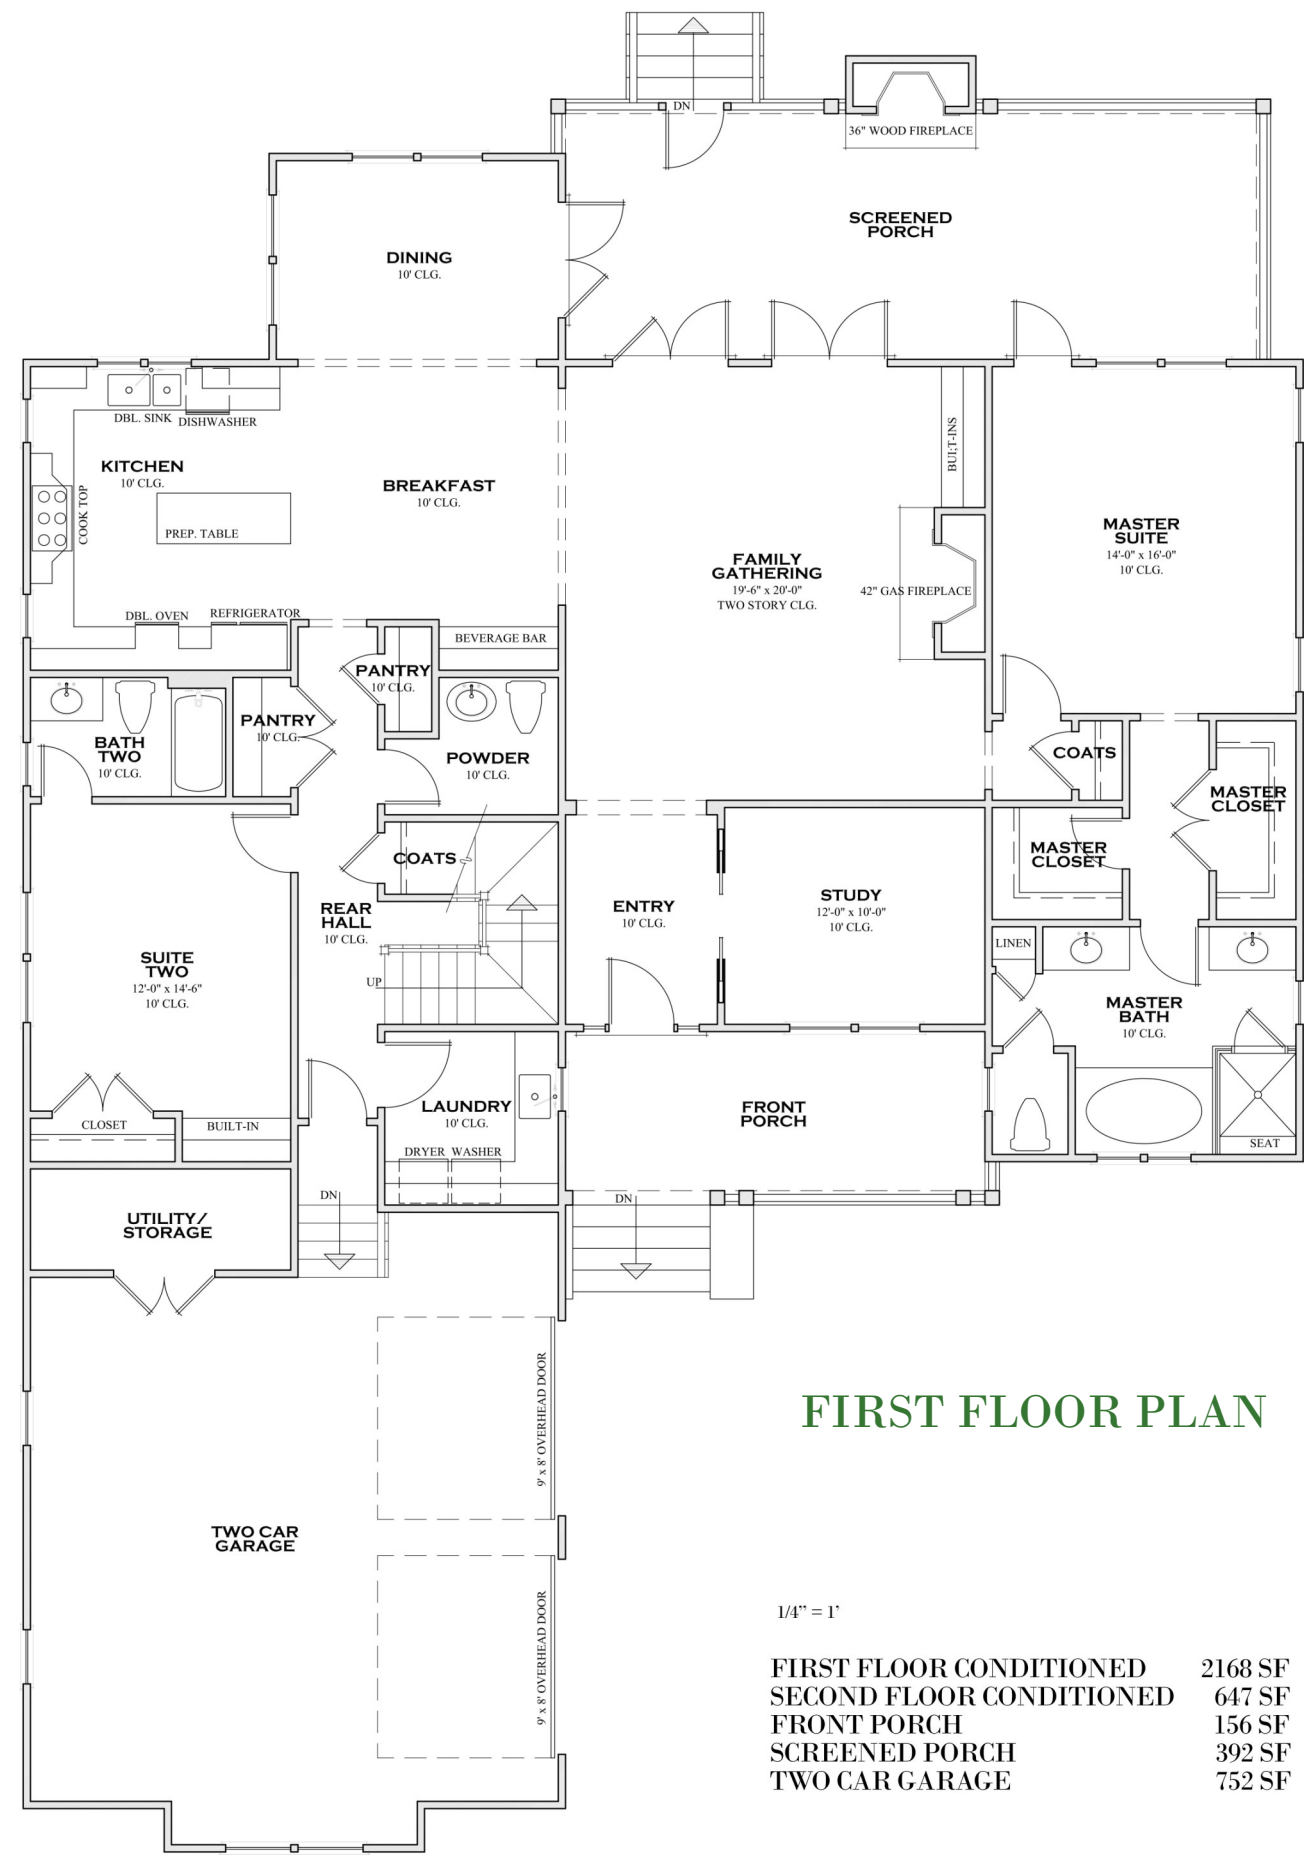 DN
36" WOOD FIREPLACE
SCREENED
PORCH
DINING
10' CLG.
DBL. SINK
DISHWASHER
KITCHEN
10' CLG.
COOK TOP
PREP. TABLE
BREAKFAST
10' CLG.
BUI;T-INS
FAMILY
GATHERING
19'-6" x 20'-0"
TWO STORY CLG.
42" GAS FIREPLACE
MASTER
SUITE
14'-0" x 16'-0"
10' CLG.
DBL. OVEN
REFRIGERATOR
BEVERAGE BAR
PANTRY
10' CLG.
PANTRY
10' CLG.
BATH
TWO
10' CLG.
POWDER
10' CLG.
COATS
MASTER
CLOSET
MASTER
CLOSET
COATS
REAR
HALL
10' CLG.
ENTRY
10' CLG.
STUDY
12'-0" x 10'-0"
10' CLG.
LINEN
SUITE
TWO
12'-0" x 14'-6"
10' CLG.
UP
MASTER
BATH
10' CLG.
CLOSET
BUILT-IN
LAUNDRY
10' CLG.
DRYER
WASHER
FRONT
PORCH
SEAT
DN
DN
UTILITY/
STORAGE
9' x 8' OVERHEAD DOOR
FIRST FLOOR PLAN
TWO CAR
GARAGE
9' x 8' OVERHEAD DOOR
1/4” = 1’
FIRST FLOOR CONDITIONED 2168 SF
SECOND FLOOR CONDITIONED 647 SF
FRONT PORCH 156 SF
SCREENED PORCH 392 SF
TWO CAR GARAGE 752 SF